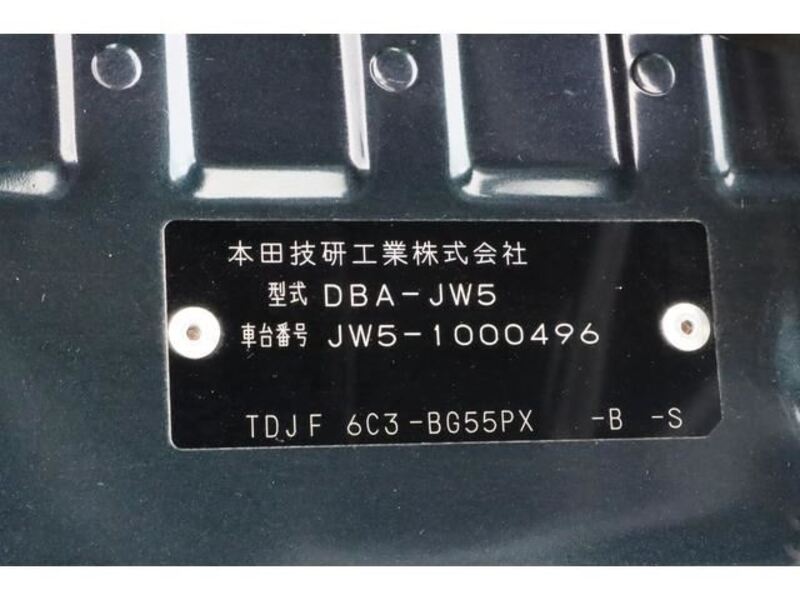 本田技研工業株式会社
型式 DBA-JW5
車台番号 JW5-1000496
TDJF 6C3-BG55PX -B -S